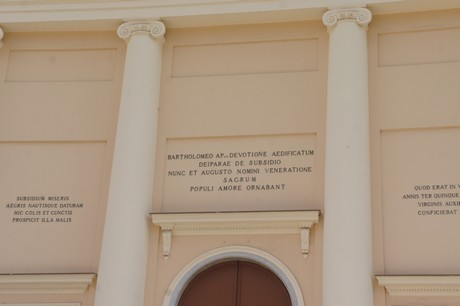 SUBSIDIUM MISERIS
AEGRIS NAUTISQUE DATURAM
HIC COLIS ET CUNCTIS
PROSPICIT ILLA MALIS
BARTHOLOMEO AP.. DEVOTIONE AEDIFICATUM
DEIPARAE DE SUBSIDIO
NUNC ET AUGUSTO NOMINI VENERATIONE
SACRUM
POPULI AMORE ORNABANT
QUOD ERAT IN V
ANNIS TER QUINQUE
VIRGINIS AUXI
CONFICIEBAT